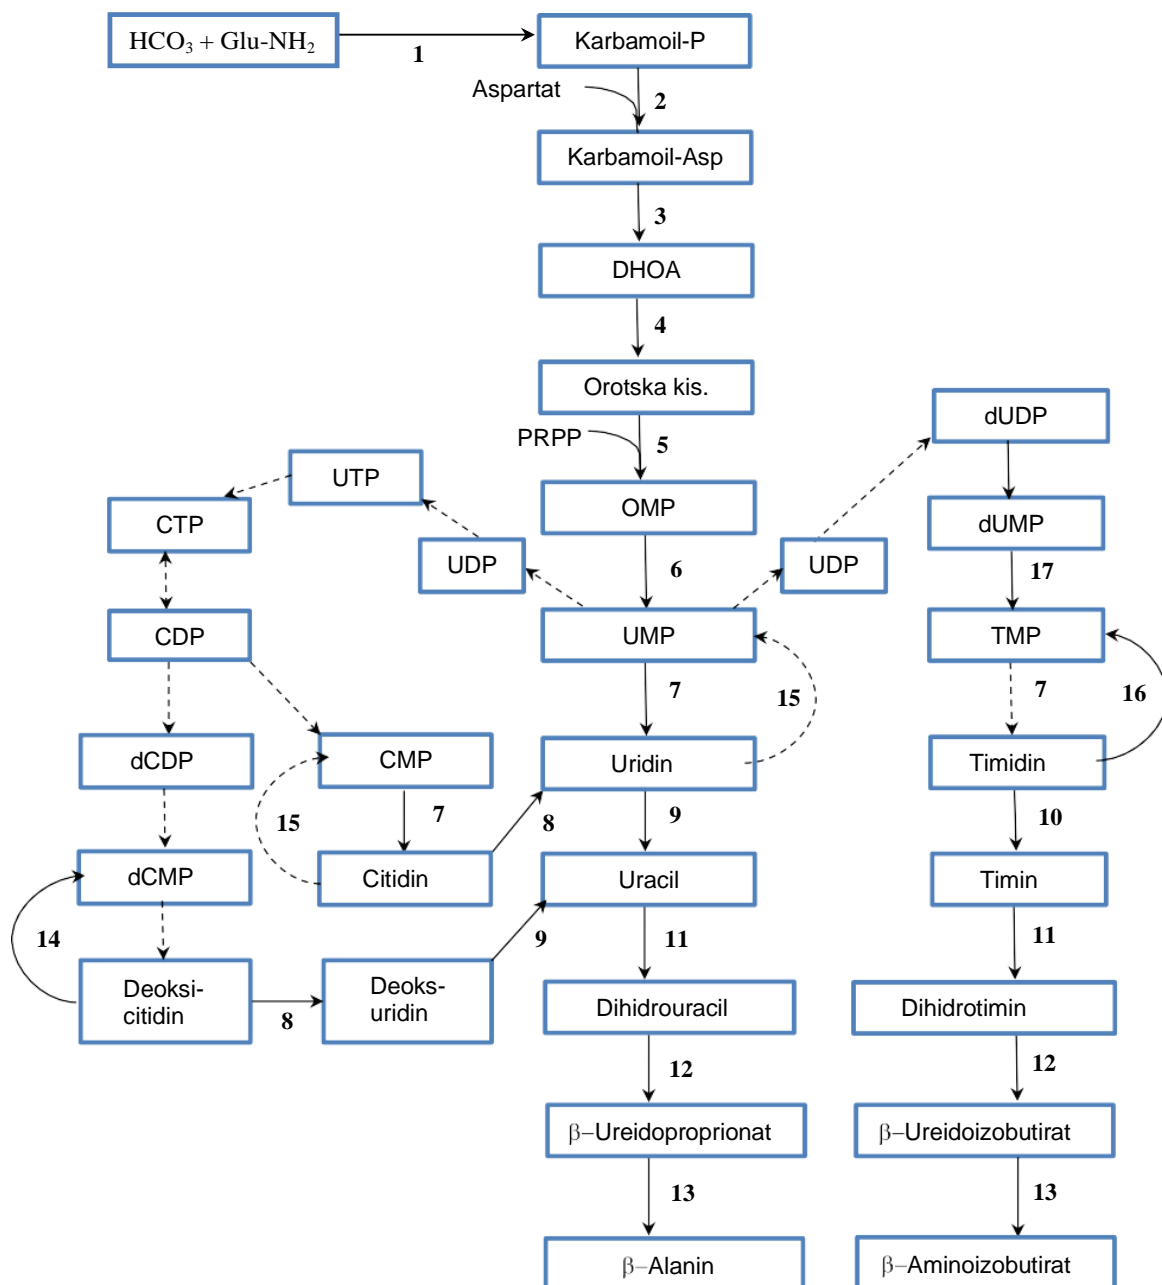 HCO₃ + Glu-NH₂
1
Karbamoil-P
Aspartat
2
Karbamoil-Asp
3
DHOA
4
Orotska kis.
dUDP
PRPP
5
UTP
OMP
CTP
dUMP
UDP
6
UDP
17
CDP
UMP
TMP
7
15
7
16
dCDP
CMP
Uridin
Timidin
15
7
8
9
10
dCMP
Citidin
Uracil
Timin
14
9
11
11
Deoksi-
citidin
8
Deoks-
uridin
Dihidrouracil
Dihidrotimin
12
12
β–Ureidoproprionat
β–Ureidoizobutirat
13
13
β–Alanin
β–Aminoizobutirat